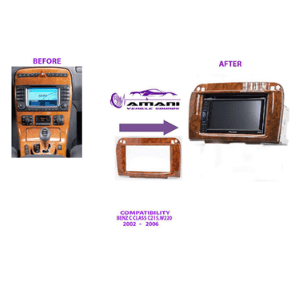 BEFORE
AFTER
AMANI
VEHICLE SOUNDS
COMPATIBILITY
BENZ C CLASS C215,W220
2002 - 2006